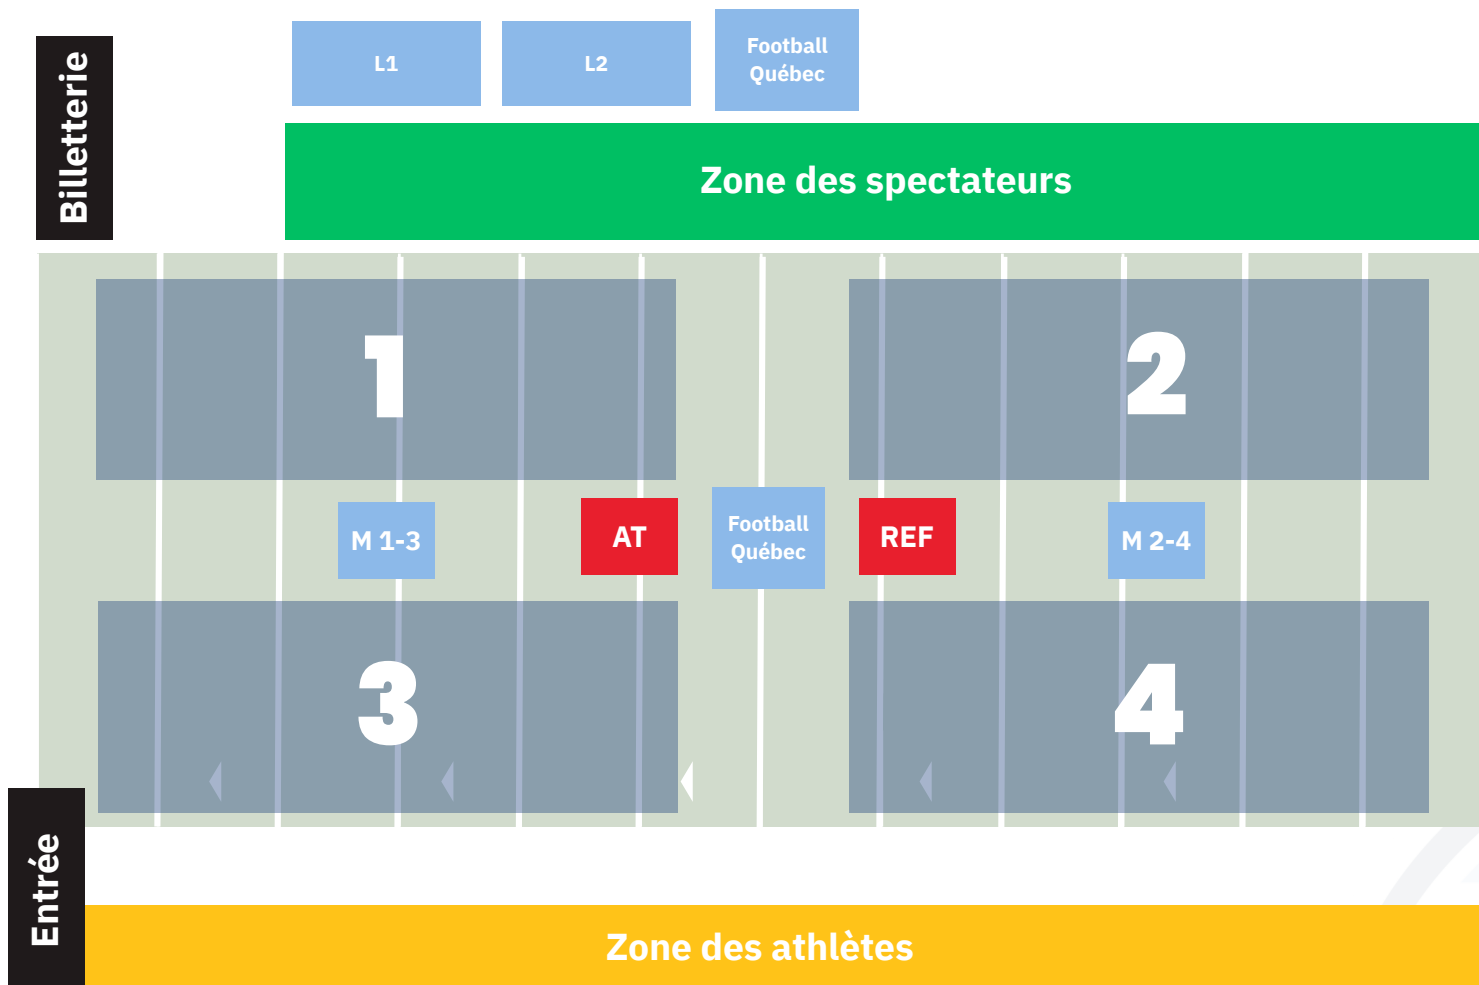 Billetterie
L1
L2
Football
Québec
Zone des spectateurs
1
2
M 1-3
AT
Football
Québec
REF
M 2-4
3
4
Entrée
Zone des athlètes